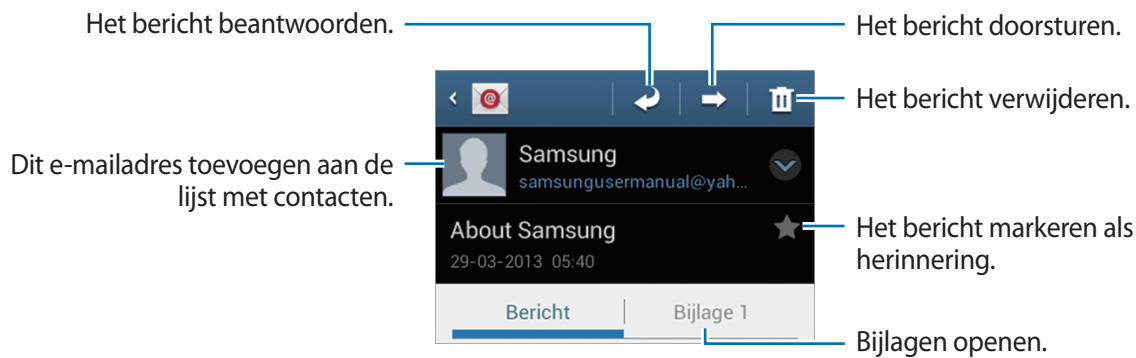 Het bericht beantwoorden.
Het bericht doorsturen.
Het bericht verwijderen.
Dit e-mailadres toevoegen aan de
lijst met contacten.
Samsung
samsungusermanual@yah...
About Samsung
29-03-2013 05:40
Het bericht markeren als
herinnering.
Bericht
Bijlage 1
Bijlagen openen.